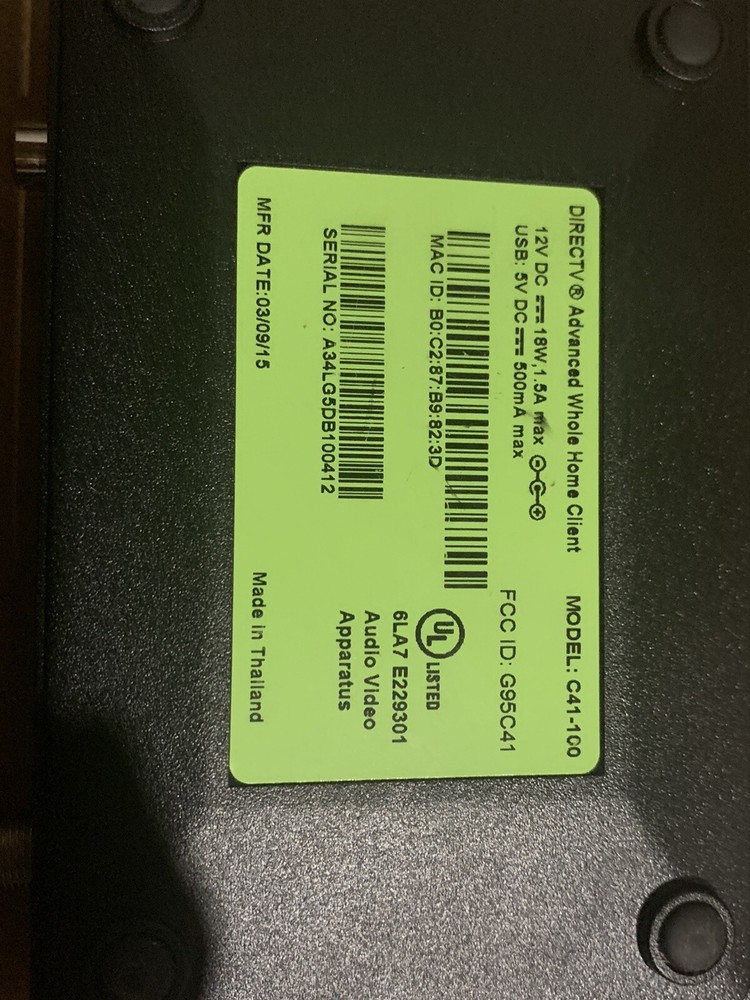 DIRECTV® Advanced Whole Home Client MODEL: C41-100
12V DC 18W,1.5A max
USB: 5V DC 500mA max
FCC ID: G95C41
MAC ID: B0:C2:87:B9:82:3D
UL LISTED
6LA7 E229301
Audio Video
Apparatus
SERIAL NO: A34LG5DB100412
MFR DATE:03/09/15 Made in Thailand